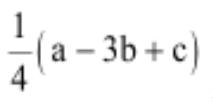 1/4(a − 3b + c)